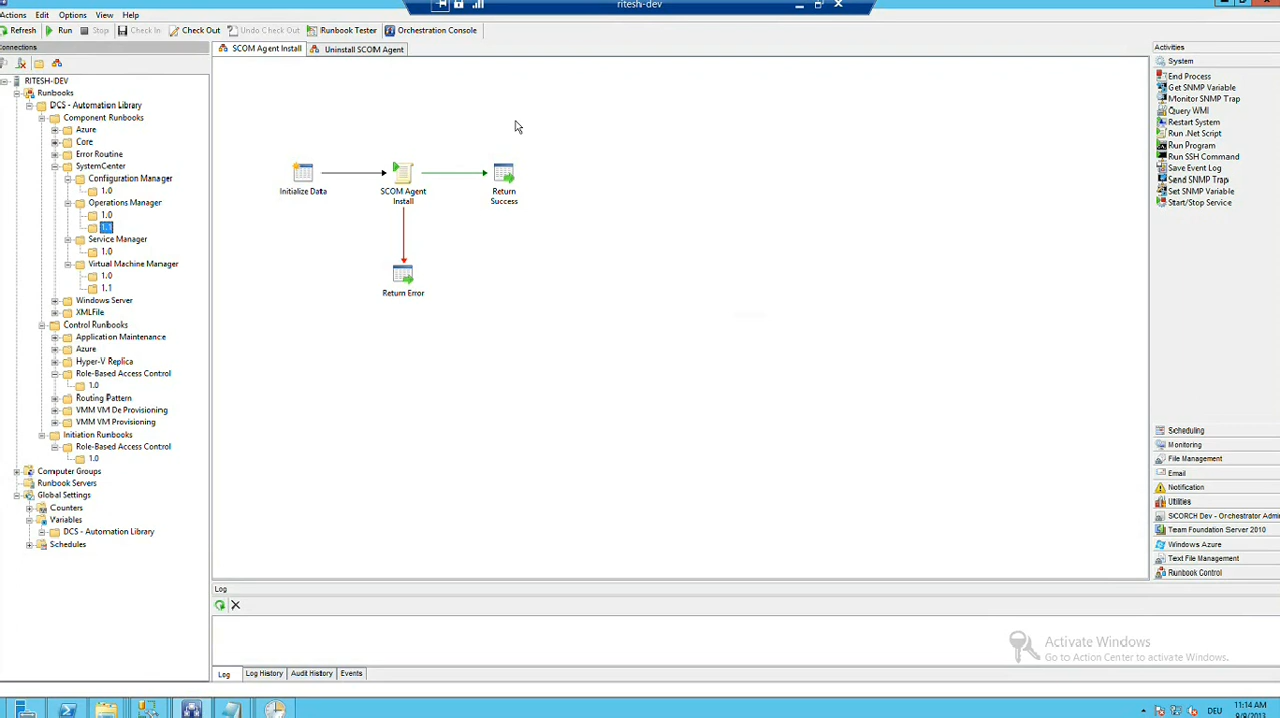 ritesh-dev
Actions Edit Options View Help
Refresh Run Stop Check In Check Out Undo Check Out Runbook Tester Orchestration Console
Connections
SCOM Agent Install Uninstall SCOM Agent
Activities
RITESH-DEV
Runbooks
DCS - Automation Library
Component Runbooks
Azure
Core
Error Routine
SystemCenter
Configuration Manager
1.0
Operations Manager
1.0
1.1
Service Manager
1.0
Virtual Machine Manager
1.0
1.1
Windows Server
XMLFile
Control Runbooks
Application Maintenance
Azure
Hyper-V Replica
Role-Based Access Control
1.0
Routing Pattern
VMM VM De Provisioning
VMM VM Provisioning
Initiation Runbooks
Role-Based Access Control
1.0
Computer Groups
Runbook Servers
Global Settings
Counters
Variables
DCS - Automation Library
Schedules
Initialize Data
SCOM Agent
Install
Return
Success
Return Error
System
End Process
Get SNMP Variable
Monitor SNMP Trap
Query WMI
Restart System
Run .Net Script
Run Program
Run SSH Command
Save Event Log
Send SNMP Trap
Set SNMP Variable
Start/Stop Service
Scheduling
Monitoring
File Management
Email
Notification
Utilities
SCORCH Dev - Orchestrator Admin
Team Foundation Server 2010
Windows Azure
Text File Management
Runbook Control
Log
Log Log History Audit History Events
Activate Windows
Go to Action Center to activate Windows.
DEU
11:14 AM
9/9/2013